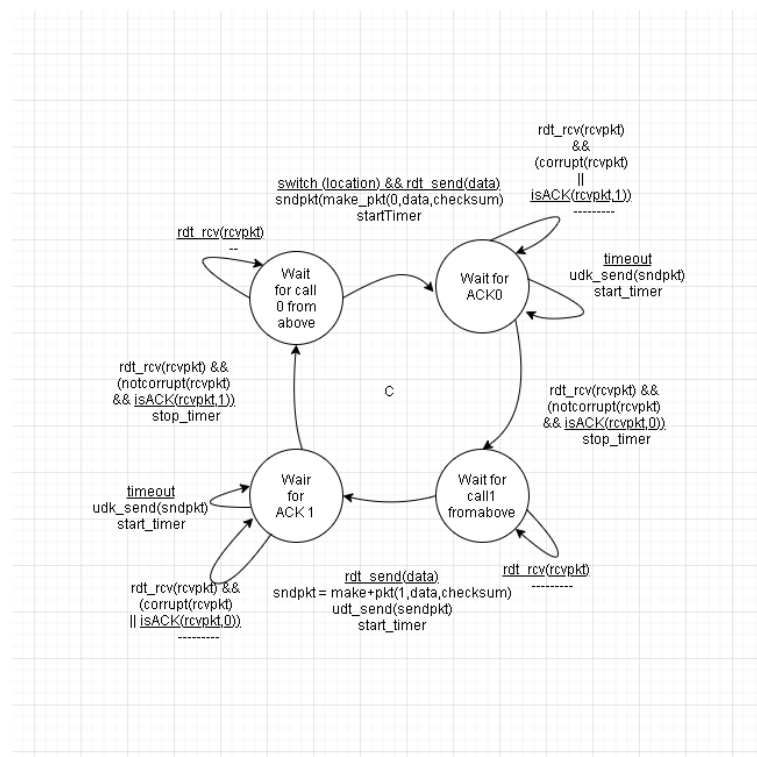 rdt_rcv(rcvpkt)
&&
(corrupt(rcvpkt)
||
isACK(rcvpkt,1))
---------
switch (location) && rdt_send(data)
sndpkt(make_pkt(0,data,checksum)
startTimer
rdt_rcv(rcvpkt)
--
Wait
for call
0 from
above
Wait for
ACK0
timeout
udk_send(sndpkt)
start_timer
rdt_rcv(rcvpkt) &&
(notcorrupt(rcvpkt)
&& isACK(rcvpkt,1))
stop_timer
C
rdt_rcv(rcvpkt) &&
(notcorrupt(rcvpkt)
&& isACK(rcvpkt,0))
stop_timer
Wair
for
ACK 1
Wait for
call1
fromabove
timeout
udk_send(sndpkt)
start_timer
rdt_rcv(rcvpkt)
---------
rdt_rcv(rcvpkt) &&
(corrupt(rcvpkt)
|| isACK(rcvpkt,0))
---------
rdt_send(data)
sndpkt = make+pkt(1,data,checksum)
udt_send(sendpkt)
start_timer